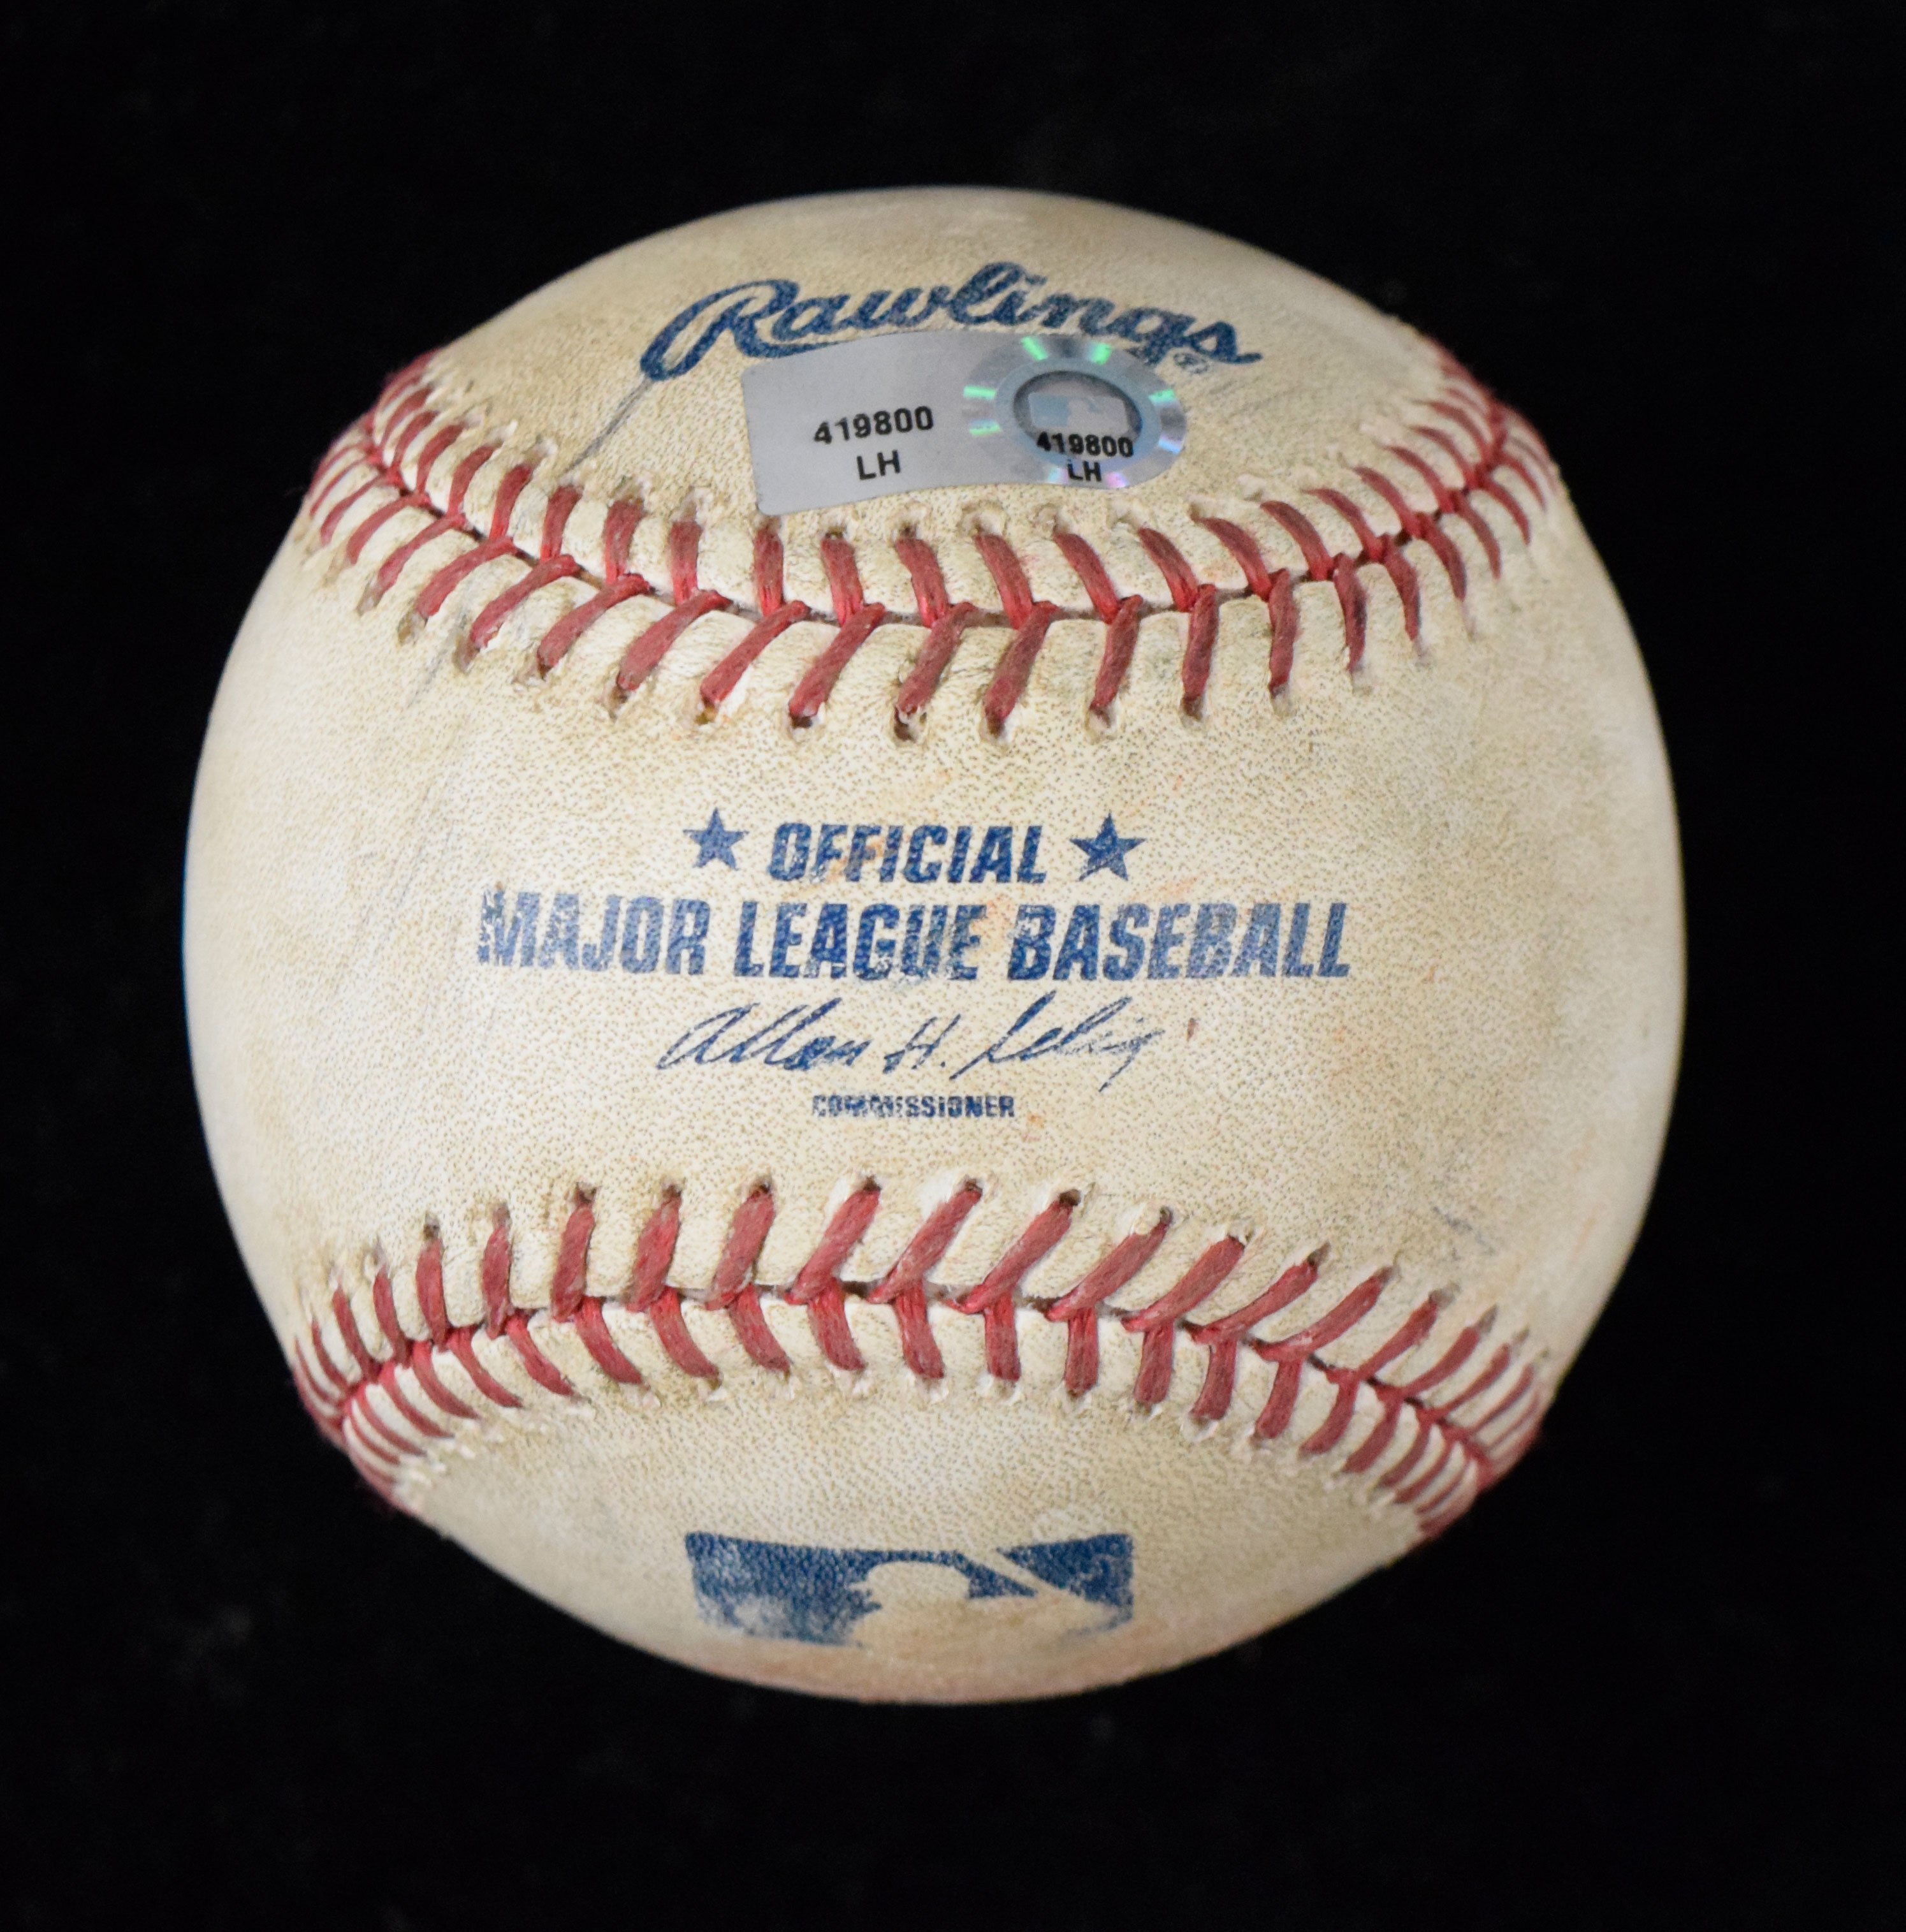 Rawlings®
419800
LH
419800
LH
★ OFFICIAL ★
MAJOR LEAGUE BASEBALL
Allan H. Selig
COMMISSIONER